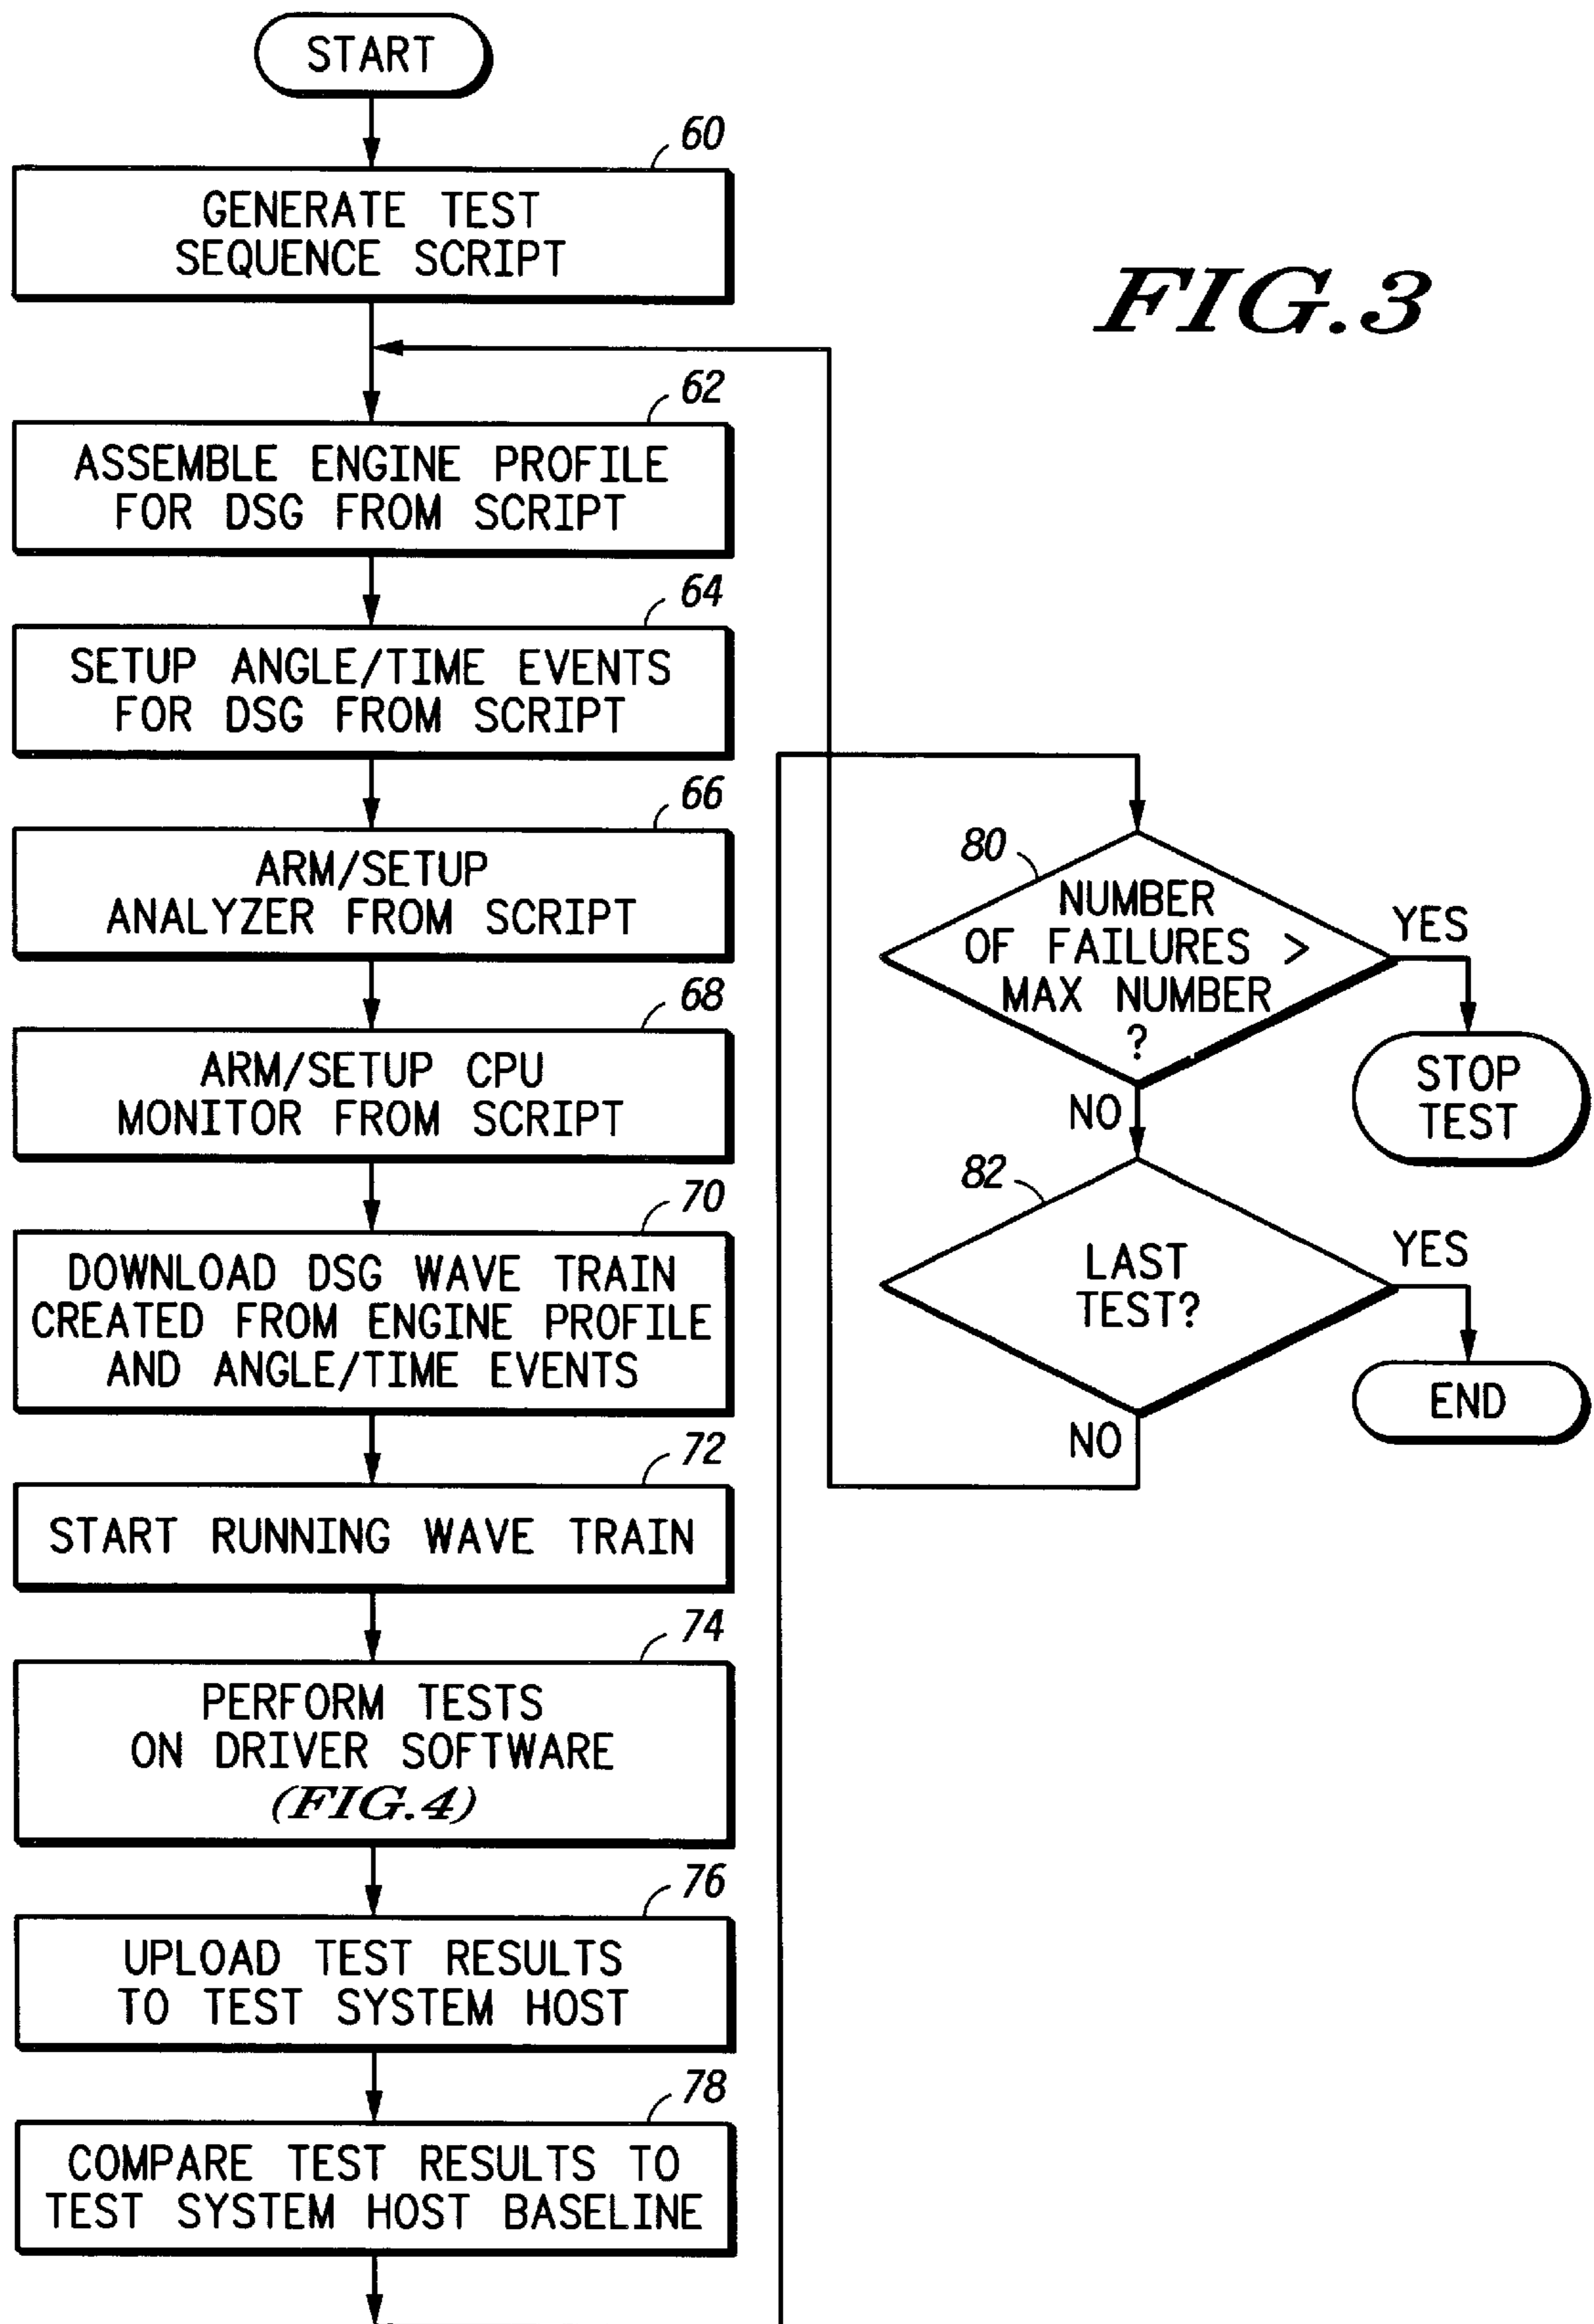 START
60
GENERATE TEST
SEQUENCE SCRIPT
FIG.3
62
ASSEMBLE ENGINE PROFILE
FOR DSG FROM SCRIPT
64
SETUP ANGLE/TIME EVENTS
FOR DSG FROM SCRIPT
66
ARM/SETUP
ANALYZER FROM SCRIPT
68
ARM/SETUP CPU
MONITOR FROM SCRIPT
70
DOWNLOAD DSG WAVE TRAIN
CREATED FROM ENGINE PROFILE
AND ANGLE/TIME EVENTS
72
START RUNNING WAVE TRAIN
74
PERFORM TESTS
ON DRIVER SOFTWARE
(FIG.4)
76
UPLOAD TEST RESULTS
TO TEST SYSTEM HOST
78
COMPARE TEST RESULTS TO
TEST SYSTEM HOST BASELINE
80
NUMBER
OF FAILURES >
MAX NUMBER
?
YES
STOP
TEST
NO
82
LAST
TEST?
YES
END
NO